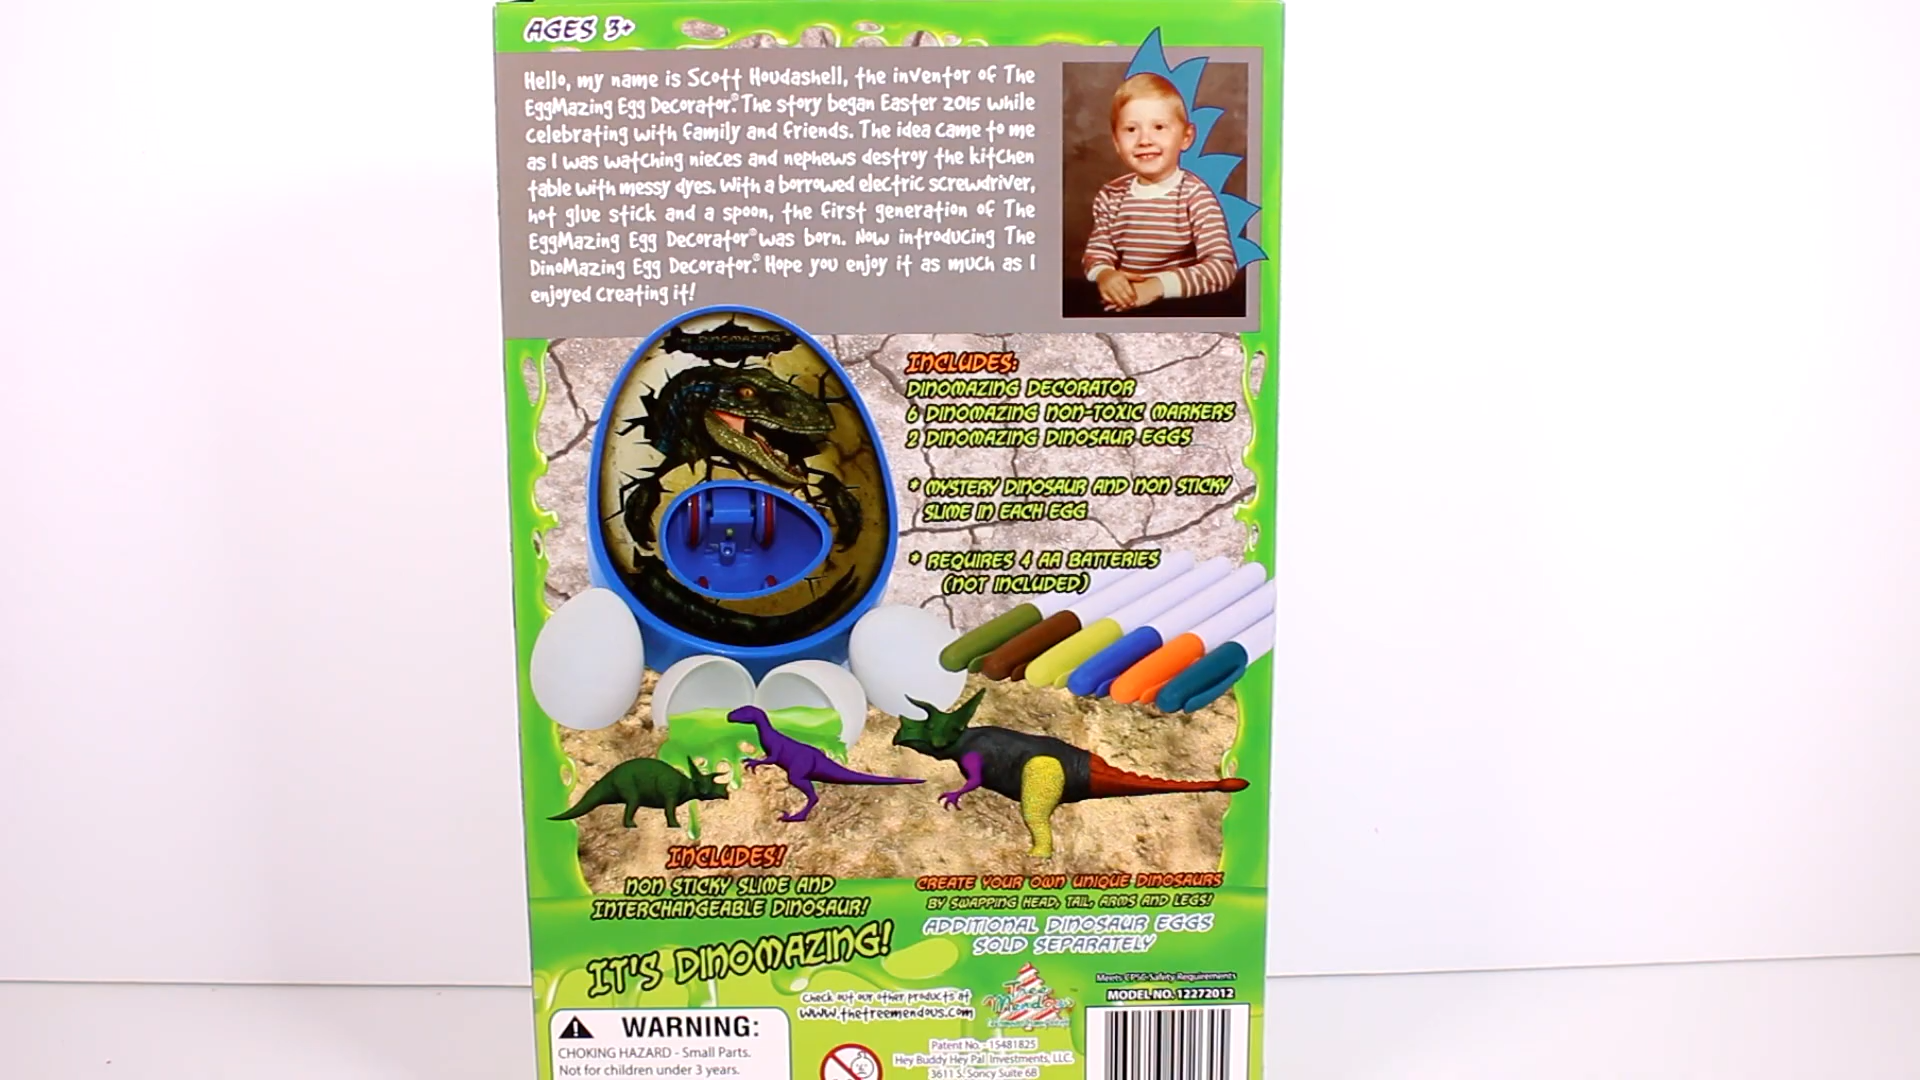 AGES 3+
Hello, my name is Scott Houdashell, the inventor of The
EggMazing Egg Decorator.® The story began Easter 2015 while
celebrating with family and friends. The idea came to me
as I was watching nieces and nephews destroy the kitchen
table with messy dyes. With a borrowed electric screwdriver,
hot glue stick and a spoon, the first generation of The
EggMazing Egg Decorator® was born. Now introducing The
DinoMazing Egg Decorator.® Hope you enjoy it as much as I
enjoyed creating it!
DINOMAZING
INCLUDES:
DINOMAZING DECORATOR
6 DINOMAZING NON-TOXIC MARKERS
2 DINOMAZING DINOSAUR EGGS
* MYSTERY DINOSAUR AND NON STICKY
SLIME IN EACH EGG
* REQUIRES 4 AA BATTERIES
(NOT INCLUDED)
INCLUDES!
NON STICKY SLIME AND
INTERCHANGEABLE DINOSAUR!
CREATE YOUR OWN UNIQUE DINOSAURS
BY SWAPPING HEAD, TAIL, ARMS AND LEGS!
ADDITIONAL DINOSAUR EGGS
SOLD SEPARATELY
IT'S DINOMAZING!
Check out our other products at
www.thetreemendous.com
Tree
Mendous
Meets CPSC Safety Requirements
MODEL NO. 12272012
WARNING:
CHOKING HAZARD - Small Parts.
Not for children under 3 years.
Patent No. - 15481825
Hey Buddy Hey Pal Investments, LLC.
3611 S. Soncy Suite 6B